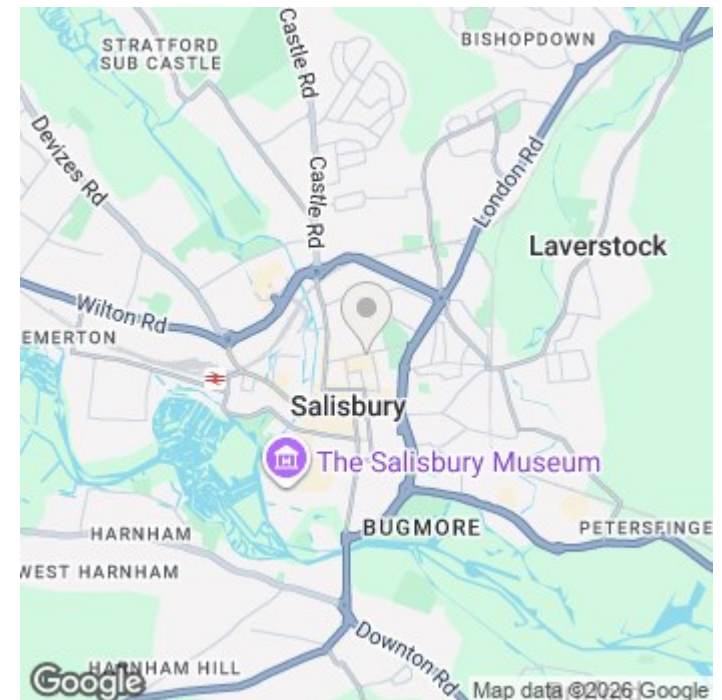 STRATFORD
SUB CASTLE
Castle Rd
BISHOPDOWN
Devizes Rd
Castle Rd
London Rd
Laverstock
Wilton Rd
EMERTON
Salisbury
The Salisbury Museum
BUGMORE
PETERSFINGE
HARNHAM
WEST HARNHAM
Downton Rd
HARNHAM HILL
Google
Map data ©2026 Google